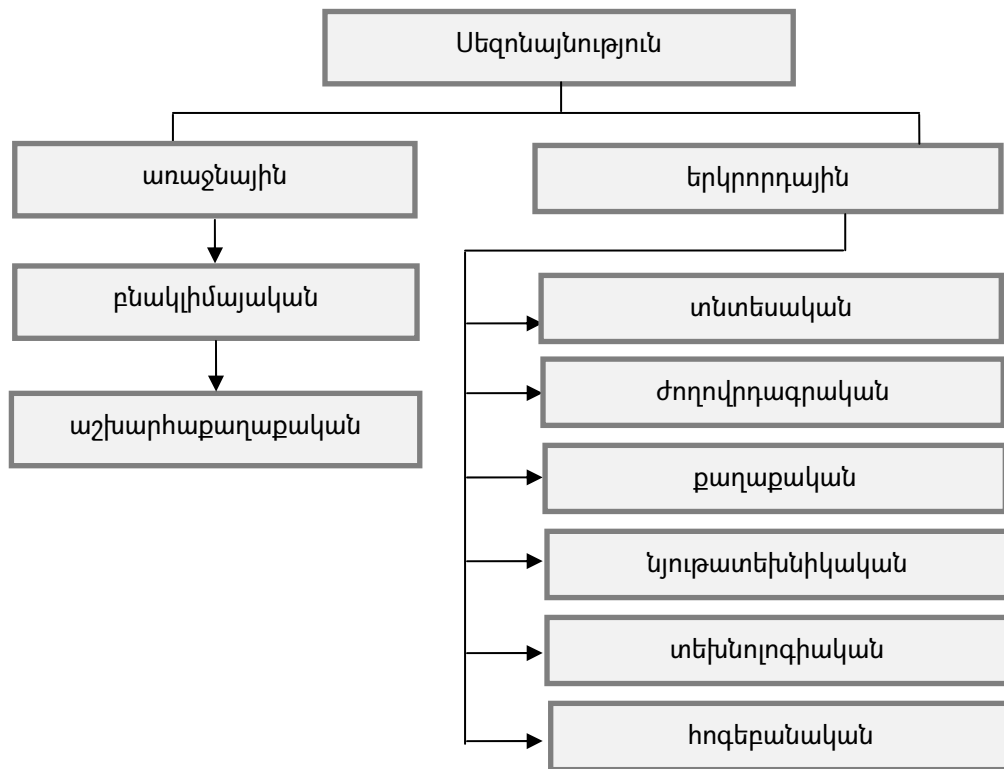 Սեզոնայնություն
առաջնային
երկրորդային
բնակլիմայական
աշխարհաքաղաքական
տնտեսական
ժողովրդագրական
քաղաքական
նյութատեխնիկական
տեխնոլոգիական
հոգեբանական